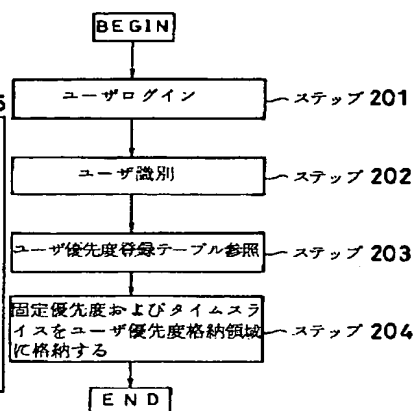 BEGIN
5
ユーザログイン
ステップ 201
ユーザ識別
ステップ 202
ユーザ優先度登録テーブル参照
ステップ 203
固定優先度およびタイムスラ
イスをユーザ優先度格納領域
に格納する
ステップ 204
END